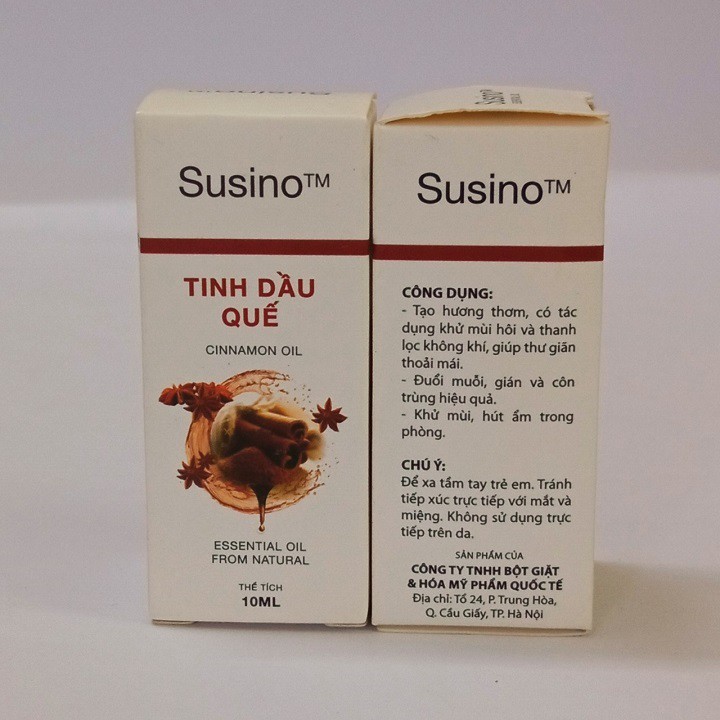 Susino
Susino™
TINH DẦU
QUẾ
CINNAMON OIL
ESSENTIAL OIL
FROM NATURAL
THỂ TÍCH
10ML
Susino
Susino™
CÔNG DỤNG:
- Tạo hương thơm, có tác
dụng khử mùi hôi và thanh
lọc không khí, giúp thư giãn
thoải mái.
- Đuổi muỗi, gián và côn
trùng hiệu quả.
- Khử mùi, hút ẩm trong
phòng.
CHÚ Ý:
Để xa tầm tay trẻ em. Tránh
tiếp xúc trực tiếp với mắt và
miệng. Không sử dụng trực
tiếp trên da.
SẢN PHẨM CỦA
CÔNG TY TNHH BỘT GIẶT
& HÓA MỸ PHẨM QUỐC TẾ
Địa chỉ: Tổ 24, P. Trung Hòa,
Q. Cầu Giấy, TP. Hà Nội